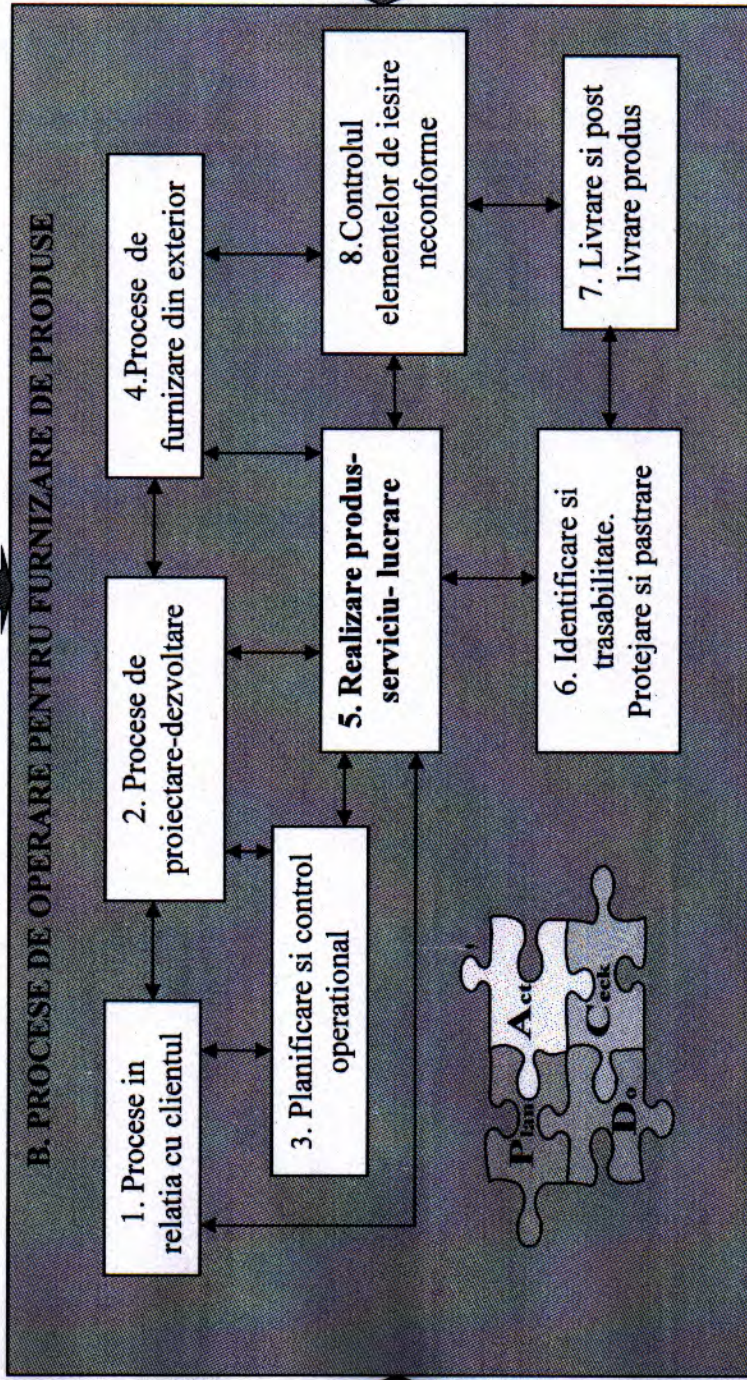 B. PROCESE DE OPERARE PENTRU FURNIZARE DE PRODUSE
1. Procese in
relatia cu clientul
2. Procese de
proiectare-dezvoltare
4.Procese de
furnizare din exterior
3. Planificare si control
operational
5. Realizare produs-
serviciu- lucrare
8.Controlul
elementelor de iesire
neconforme
6. Identificare si
trasabilitate.
Protejare si pastrare
7. Livrare si post
livrare produs
Plan
Act
Do
Ceck